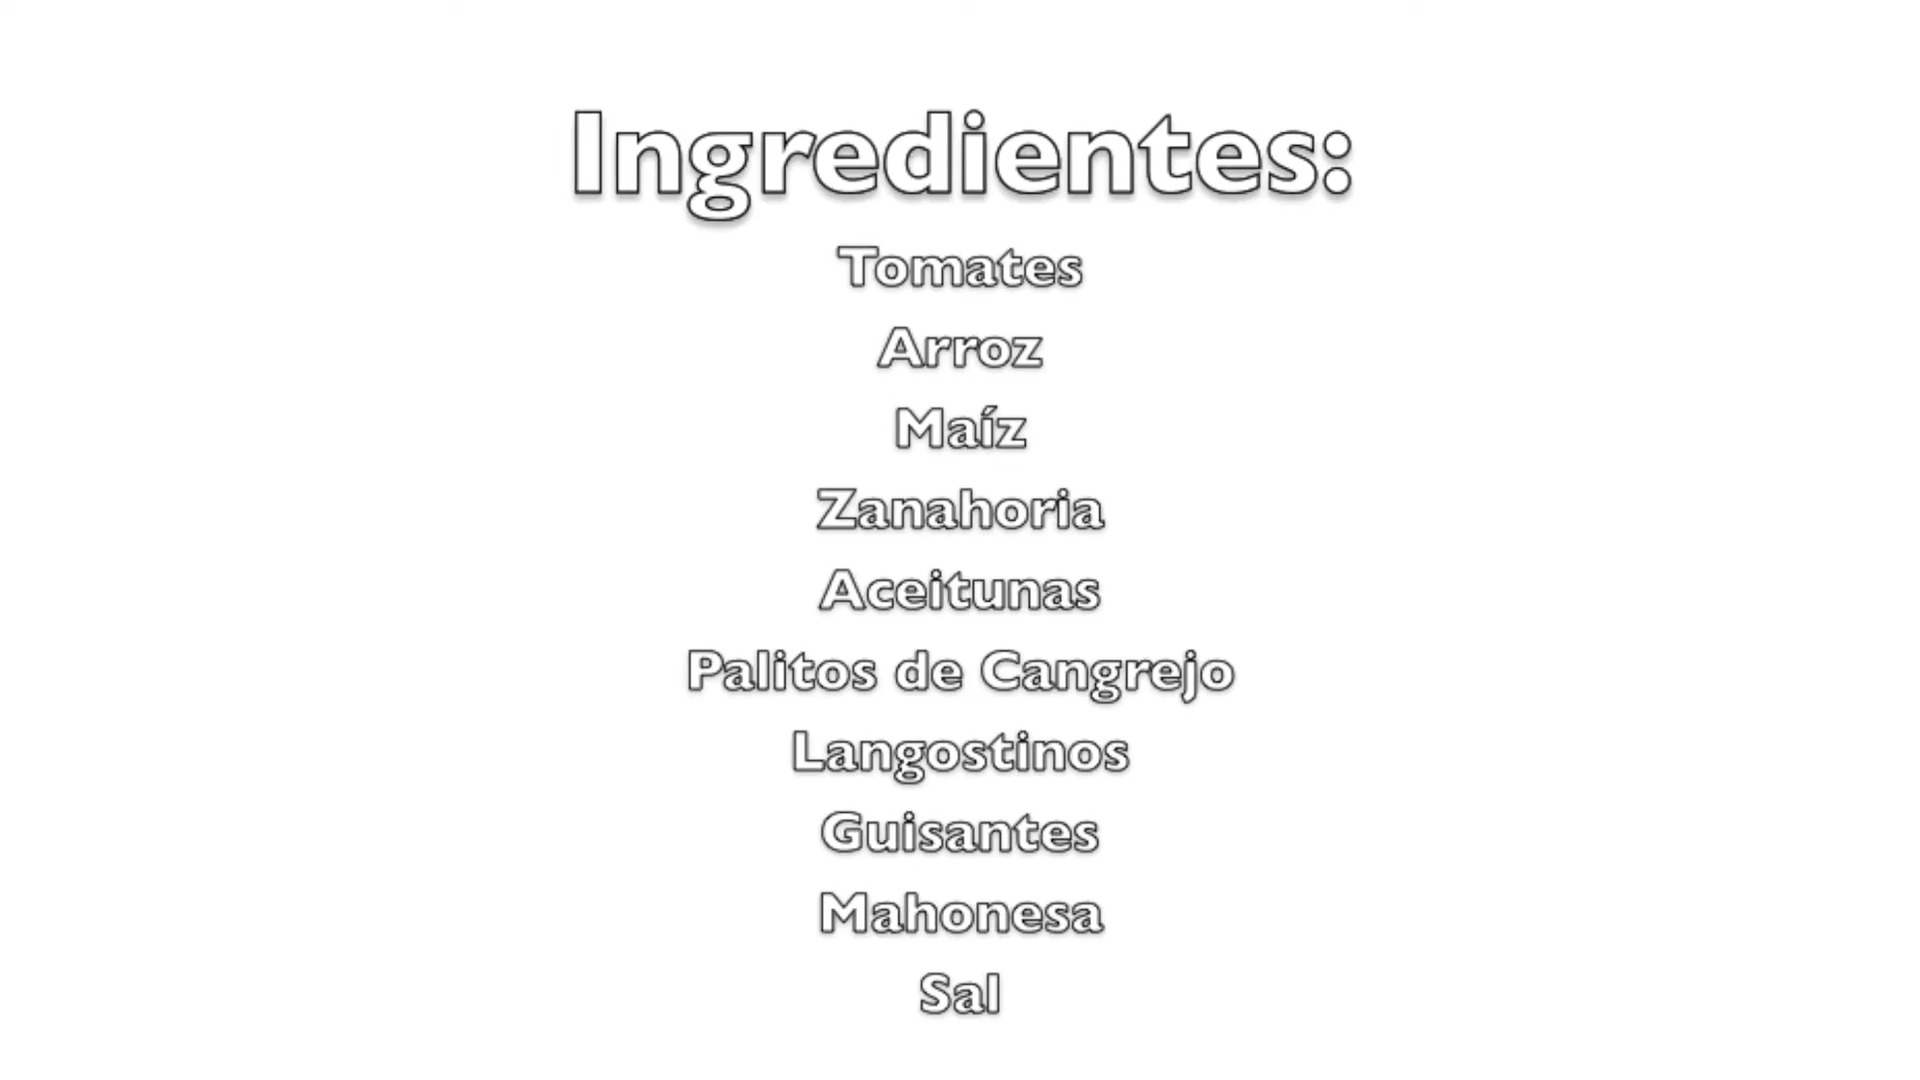 Ingredientes:
Tomates
Arroz
Maíz
Zanahoria
Aceitunas
Palitos de Cangrejo
Langostinos
Guisantes
Mahonesa
Sal